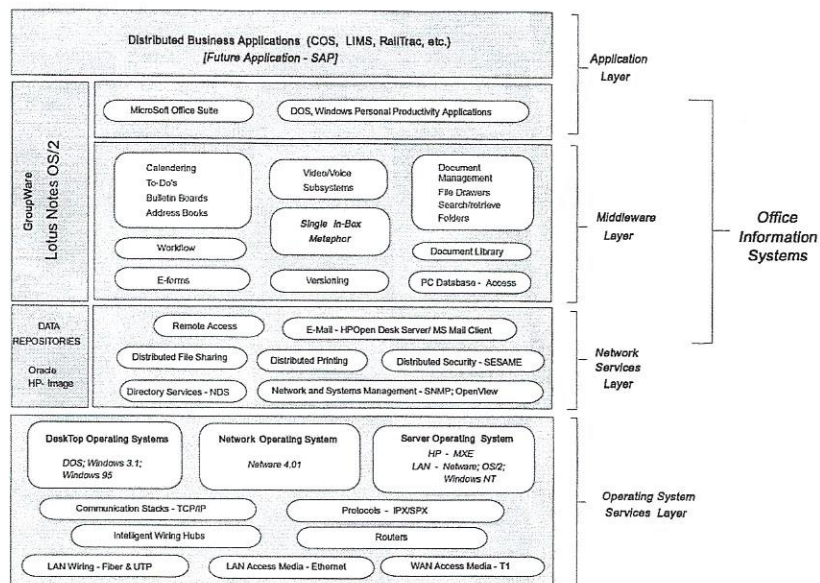 Distributed Business Applications (COS, LIMS, RailTrac, etc.)
[Future Application - SAP]
Application
Layer
GroupWare
Lotus Notes OS/2
MicroSoft Office Suite
DOS, Windows Personal Productivity Applications
Calendering
To-Do's
Bulletin Boards
Address Books
Video/Voice
Subsystems
Document
Management
File Drawers
Search/retrieve
Folders
Single In-Box
Metaphor
Workflow
Document Library
E-forms
Versioning
PC Database - Access
Middleware
Layer
Office
Information
Systems
DATA
REPOSITORIES
Oracle
HP- Image
Remote Access
E-Mail - HPOpen Desk Server/ MS Mail Client
Distributed File Sharing
Distributed Printing
Distributed Security - SESAME
Directory Services - NDS
Network and Systems Management - SNMP; OpenView
Network
Services
Layer
DeskTop Operating Systems
DOS; Windows 3.1;
Windows 95
Network Operating System
Netware 4.01
Server Operating System
HP - MXE
LAN - Netware; OS/2;
Windows NT
Communication Stacks - TCP/IP
Protocols - IPX/SPX
Intelligent Wiring Hubs
Routers
LAN Wiring - Fiber & UTP
LAN Access Media - Ethernet
WAN Access Media - T1
Operating System
Services Layer